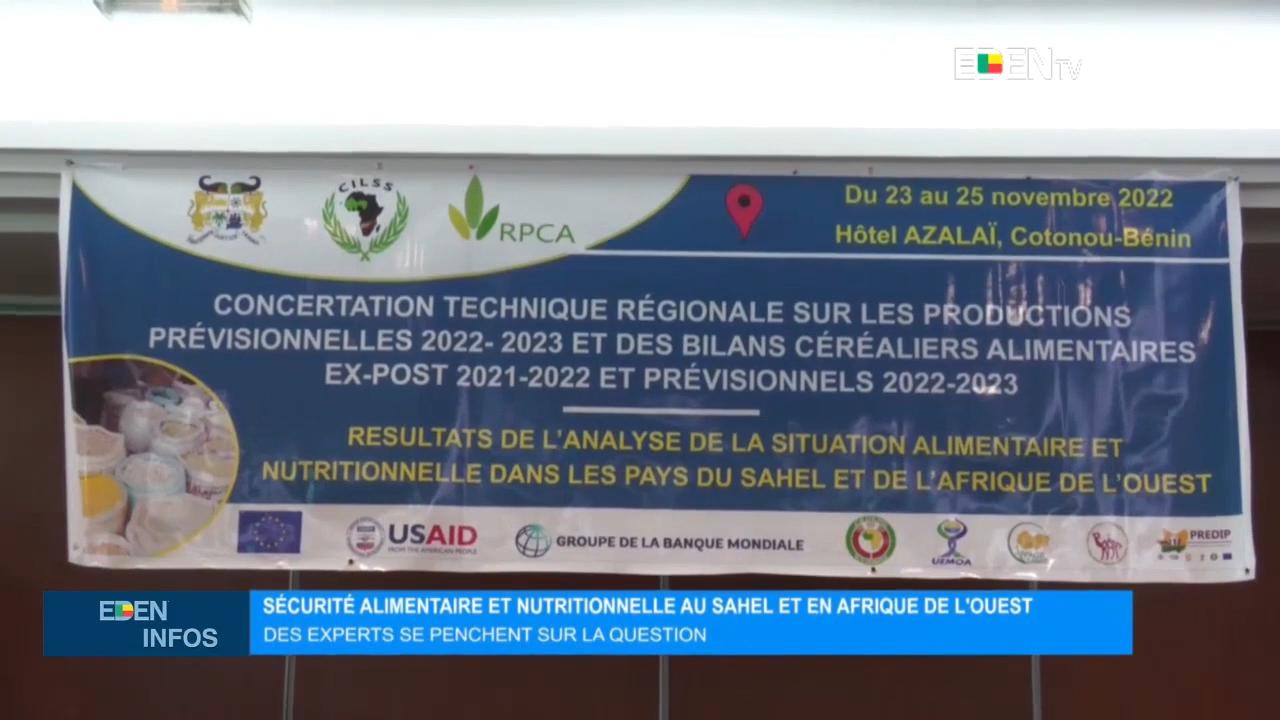 EDEN TV
CILSS
RPCA
Du 23 au 25 novembre 2022
Hôtel AZALAÏ, Cotonou-Bénin
CONCERTATION TECHNIQUE RÉGIONALE SUR LES PRODUCTIONS
PRÉVISIONNELLES 2022- 2023 ET DES BILANS CÉRÉALIERS ALIMENTAIRES
EX-POST 2021-2022 ET PRÉVISIONNELS 2022-2023
RESULTATS DE L'ANALYSE DE LA SITUATION ALIMENTAIRE ET
NUTRITIONNELLE DANS LES PAYS DU SAHEL ET DE L'AFRIQUE DE L'OUEST
USAID
FROM THE AMERICAN PEOPLE
GROUPE DE LA BANQUE MONDIALE
UEMOA
PREDIP
EDEN
INFOS
SÉCURITÉ ALIMENTAIRE ET NUTRITIONNELLE AU SAHEL ET EN AFRIQUE DE L'OUEST
DES EXPERTS SE PENCHENT SUR LA QUESTION